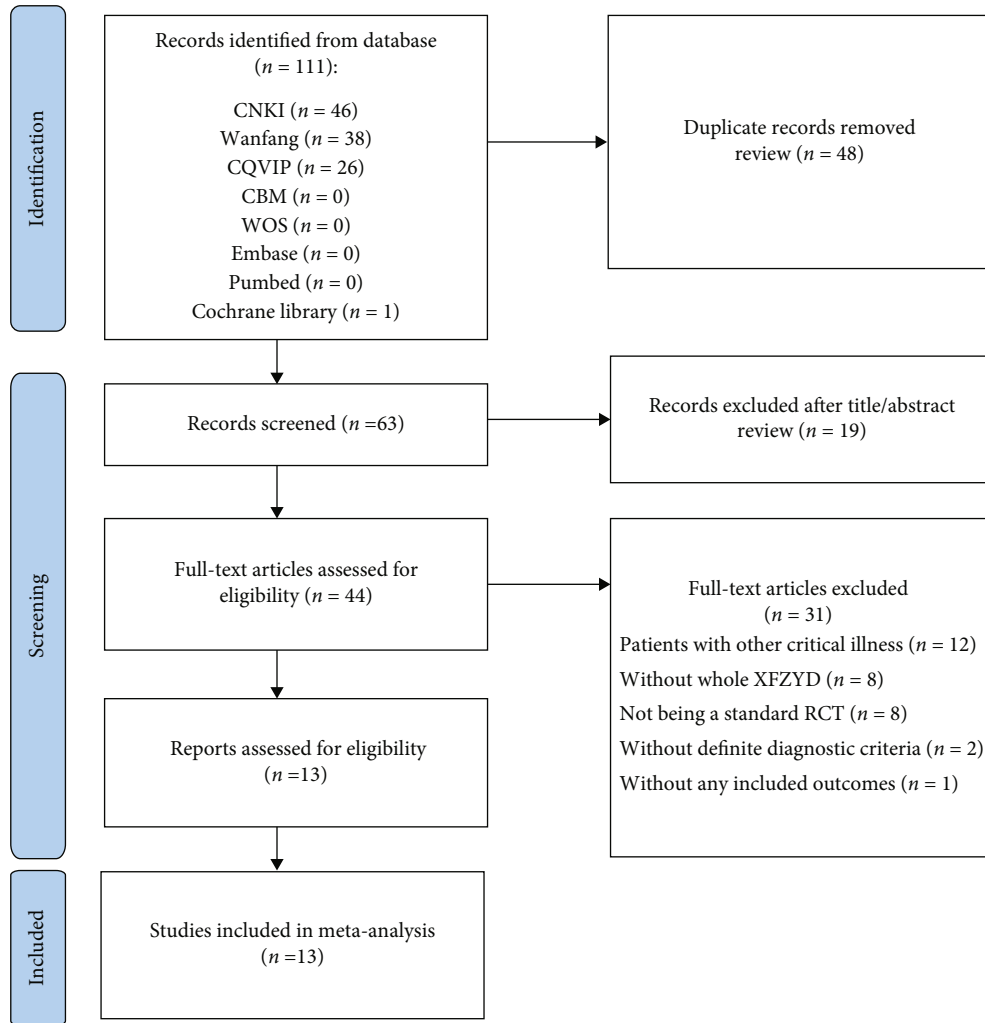 Identification
Records identified from database
(n = 111):
CNKI (n = 46)
Wanfang (n = 38)
CQVIP (n = 26)
CBM (n = 0)
WOS (n = 0)
Embase (n = 0)
Pumbed (n = 0)
Cochrane library (n = 1)
Duplicate records removed
review (n = 48)
Screening
Records screened (n =63)
Records excluded after title/abstract
review (n = 19)
Full-text articles assessed for
eligibility (n = 44)
Full-text articles excluded
(n = 31)
Patients with other critical illness (n = 12)
Without whole XFZYD (n = 8)
Not being a standard RCT (n = 8)
Without definite diagnostic criteria (n = 2)
Without any included outcomes (n = 1)
Reports assessed for eligibility
(n =13)
Included
Studies included in meta-analysis
(n =13)